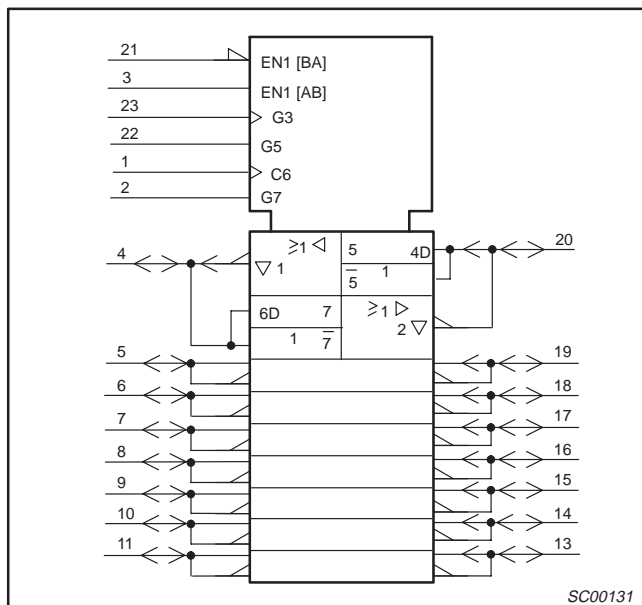 21 EN1 [BA]
3 EN1 [AB]
23 G3
22 G5
1 C6
2 G7
4 ≥1 ◁ 5 4D 20
▽ 1 5̅ 1
6D 7 ≥1 ▷
1 7̅ 2 ▽
5 19
6 18
7 17
8 16
9 15
10 14
11 13
SC00131